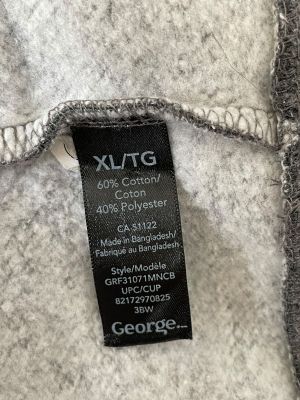 XL/TG
60% Cotton/
Coton
40% Polyester
CA-S1122
Made in Bangladesh/
Fabriqué au Bangladesh
Style/Modèle
GRF31071MNCB
UPC/CUP
82172970825
3BW
George